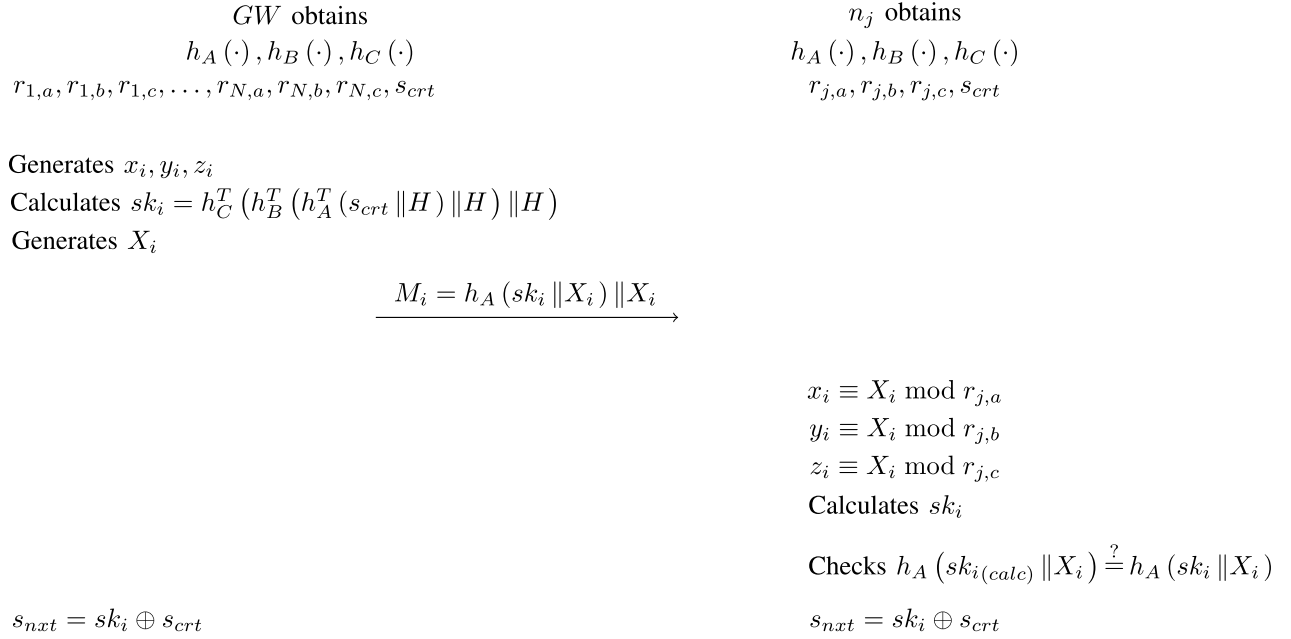 GW obtains
h_A (·) , h_B (·) , h_C (·)
r_{1,a}, r_{1,b}, r_{1,c}, . . . , r_{N,a}, r_{N,b}, r_{N,c}, s_{crt}
n_j obtains
h_A (·) , h_B (·) , h_C (·)
r_{j,a}, r_{j,b}, r_{j,c}, s_{crt}
Generates x_i, y_i, z_i
Calculates sk_i = h_C^T (h_B^T (h_A^T (s_{crt} ‖H ) ‖H ) ‖H )
Generates X_i
M_i = h_A (sk_i ‖X_i ) ‖X_i
x_i ≡ X_i mod r_{j,a}
y_i ≡ X_i mod r_{j,b}
z_i ≡ X_i mod r_{j,c}
Calculates sk_i
Checks h_A (sk_{i(calc)} ‖X_i ) ≟ h_A (sk_i ‖X_i )
s_{nxt} = sk_i ⊕ s_{crt}
s_{nxt} = sk_i ⊕ s_{crt}